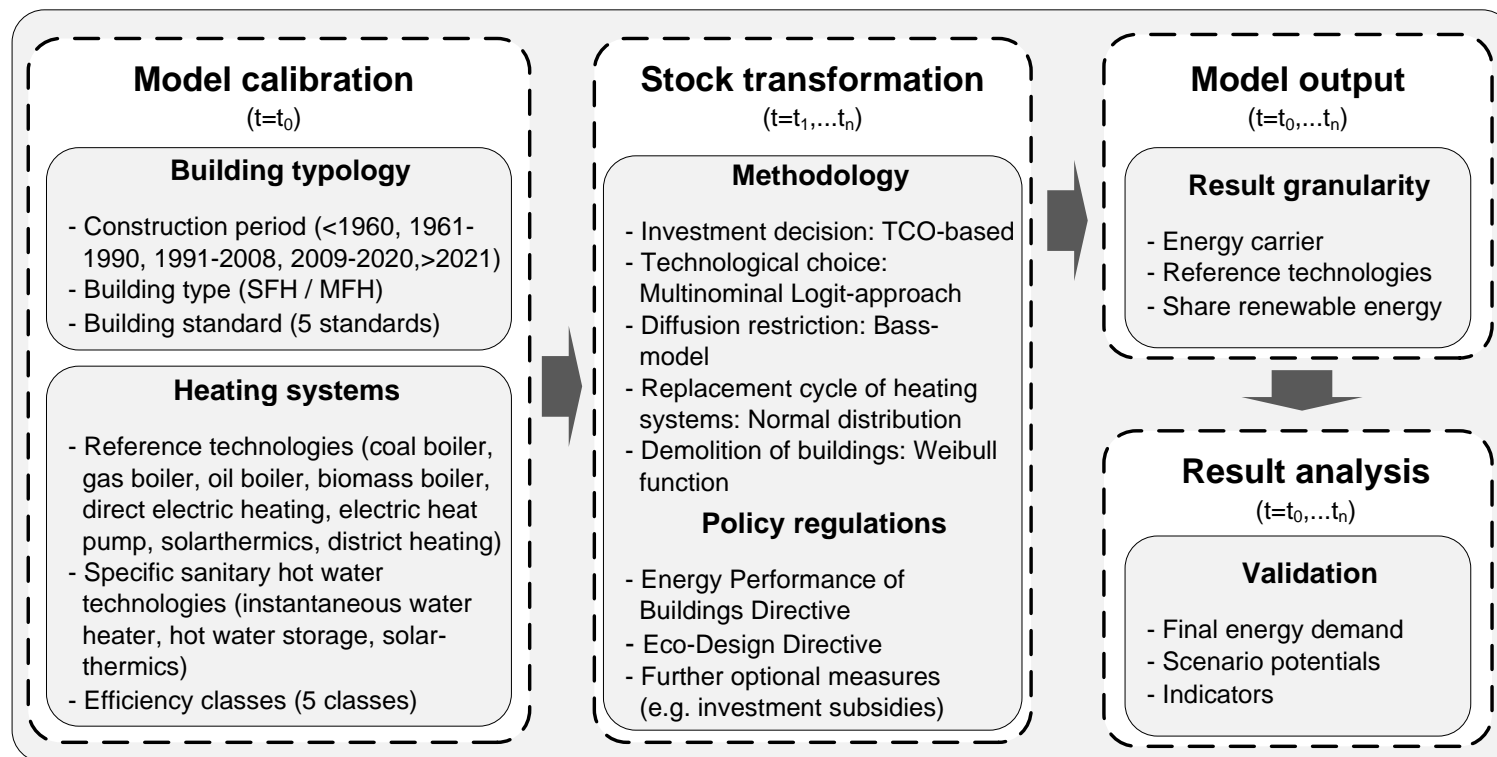 Model calibration
(t=t0)
Building typology
- Construction period (<1960, 1961-
1990, 1991-2008, 2009-2020,>2021)
- Building type (SFH / MFH)
- Building standard (5 standards)
Heating systems
- Reference technologies (coal boiler,
gas boiler, oil boiler, biomass boiler,
direct electric heating, electric heat
pump, solarthermics, district heating)
- Specific sanitary hot water
technologies (instantaneous water
heater, hot water storage, solar-
thermics)
- Efficiency classes (5 classes)
Stock transformation
(t=t1,...tn)
Methodology
- Investment decision: TCO-based
- Technological choice:
Multinominal Logit-approach
- Diffusion restriction: Bass-
model
- Replacement cycle of heating
systems: Normal distribution
- Demolition of buildings: Weibull
function
Policy regulations
- Energy Performance of
Buildings Directive
- Eco-Design Directive
- Further optional measures
(e.g. investment subsidies)
Model output
(t=t0,...tn)
Result granularity
- Energy carrier
- Reference technologies
- Share renewable energy
Result analysis
(t=t0,...tn)
Validation
- Final energy demand
- Scenario potentials
- Indicators